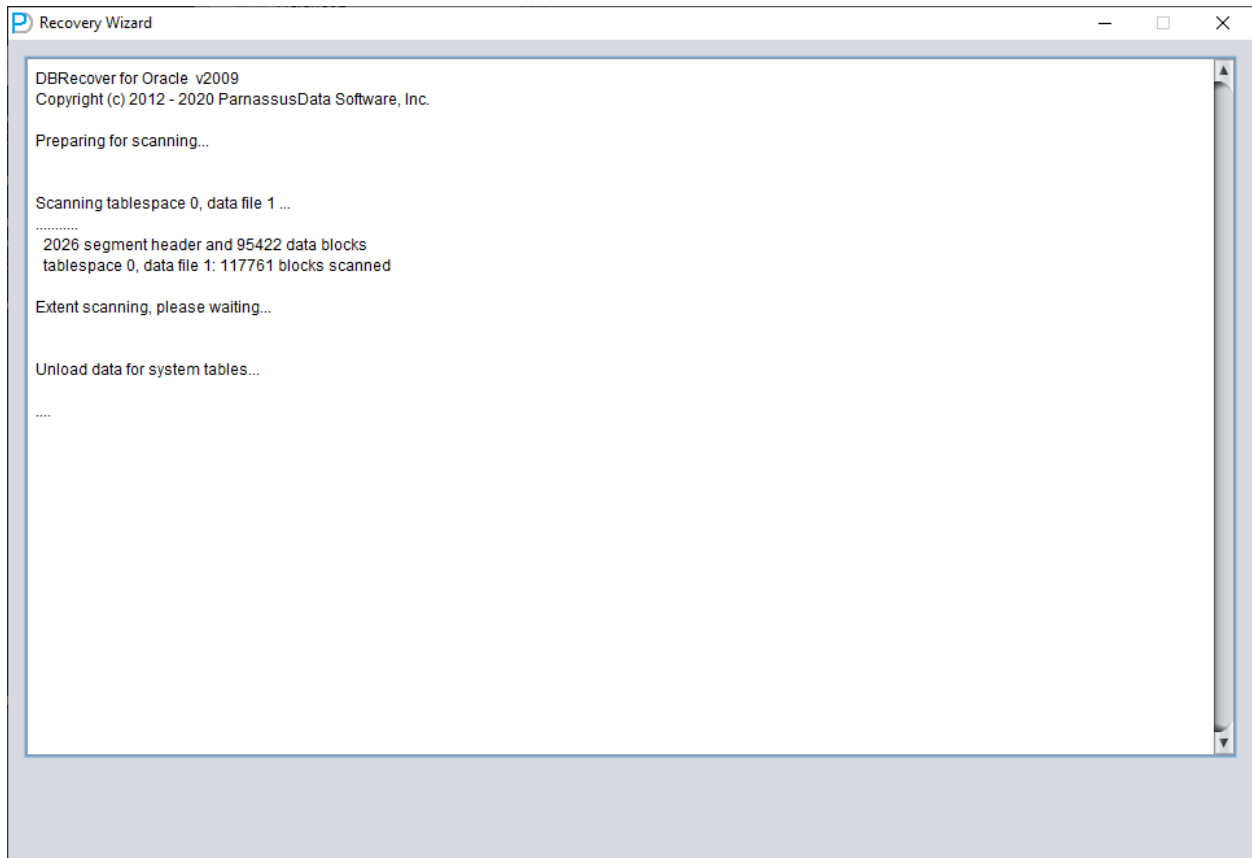 Recovery Wizard
DBRecover for Oracle v2009
Copyright (c) 2012 - 2020 ParnassusData Software, Inc.
Preparing for scanning...
Scanning tablespace 0, data file 1 ...
...........
2026 segment header and 95422 data blocks
tablespace 0, data file 1: 117761 blocks scanned
Extent scanning, please waiting...
Unload data for system tables...
....